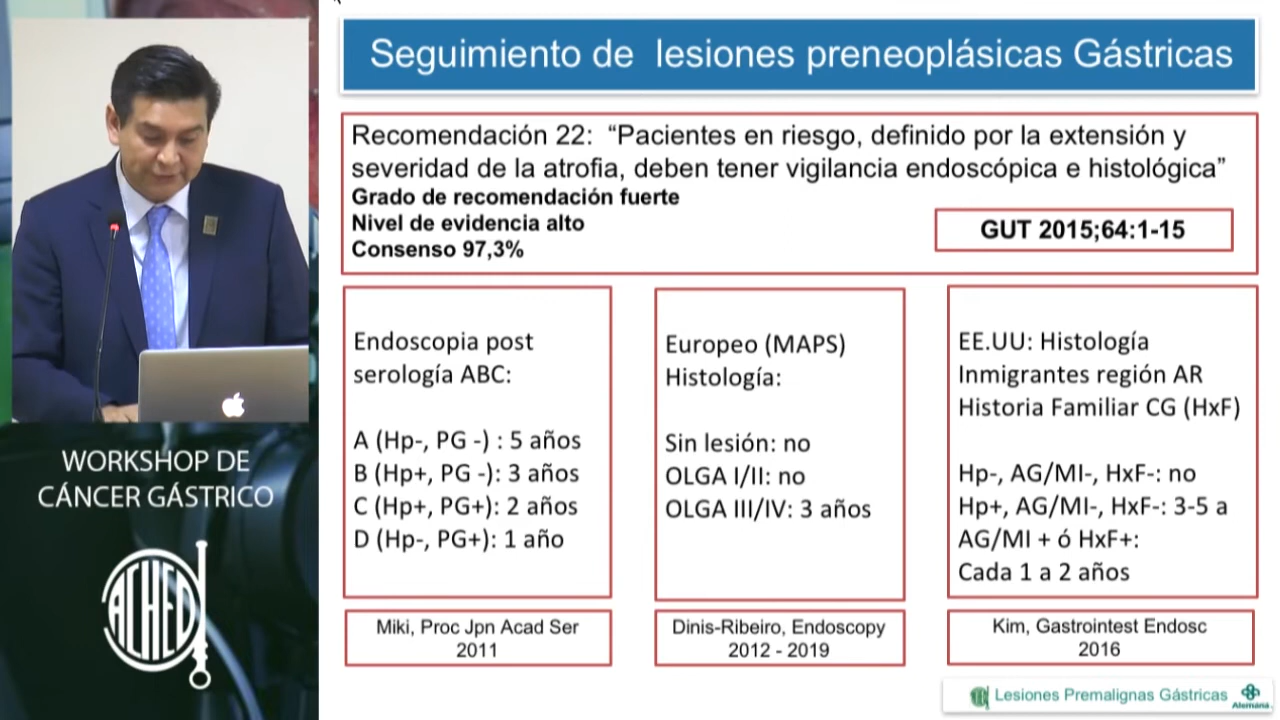 Seguimiento de lesiones preneoplásicas Gástricas
Recomendación 22: “Pacientes en riesgo, definido por la extensión y
severidad de la atrofia, deben tener vigilancia endoscópica e histológica”
Grado de recomendación fuerte
Nivel de evidencia alto
Consenso 97,3%
GUT 2015;64:1-15
Endoscopia post
serología ABC:
A (Hp-, PG -) : 5 años
B (Hp+, PG -): 3 años
C (Hp+, PG+): 2 años
D (Hp-, PG+): 1 año
Miki, Proc Jpn Acad Ser
2011
Europeo (MAPS)
Histología:
Sin lesión: no
OLGA I/II: no
OLGA III/IV: 3 años
Dinis-Ribeiro, Endoscopy
2012 - 2019
EE.UU: Histología
Inmigrantes región AR
Historia Familiar CG (HxF)
Hp-, AG/MI-, HxF-: no
Hp+, AG/MI-, HxF-: 3-5 a
AG/MI + ó HxF+:
Cada 1 a 2 años
Kim, Gastrointest Endosc
2016
WORKSHOP DE
CÁNCER GÁSTRICO
ACHED
Lesiones Premalignas Gástricas
Alemana